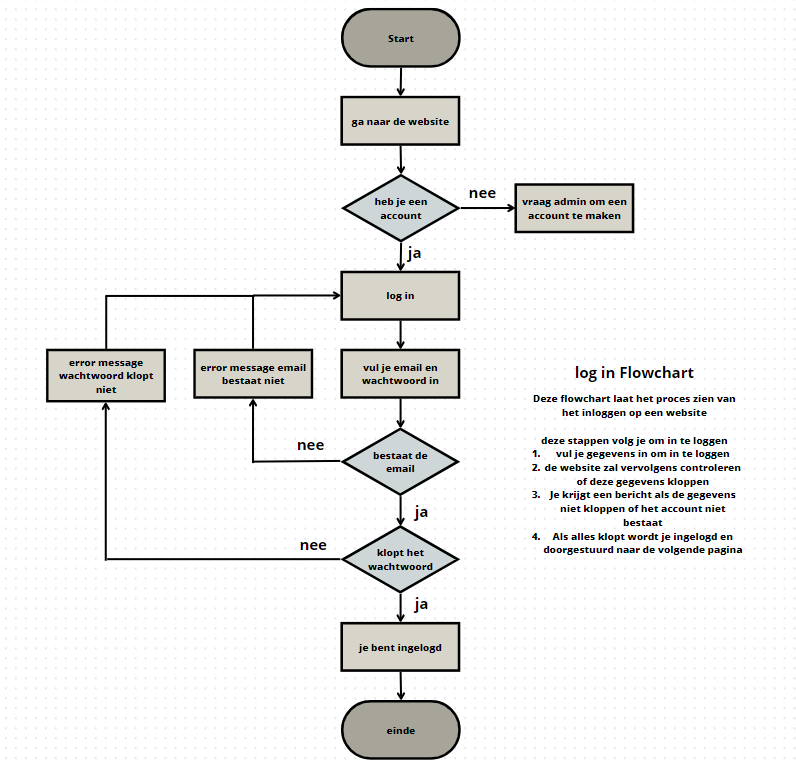 Start
ga naar de website
heb je een
account
nee
vraag admin om een
account te maken
ja
log in
error message
wachtwoord klopt
niet
error message email
bestaat niet
vul je email en
wachtwoord in
nee
bestaat de
email
ja
nee
klopt het
wachtwoord
ja
je bent ingelogd
einde
log in Flowchart
Deze flowchart laat het proces zien van
het inloggen op een website
deze stappen volg je om in te loggen
1. vul je gegevens in om in te loggen
2. de website zal vervolgens controleren
of deze gegevens kloppen
3. Je krijgt een bericht als de gegevens
niet kloppen of het account niet
bestaat
4. Als alles klopt wordt je ingelogd en
doorgestuurd naar de volgende pagina